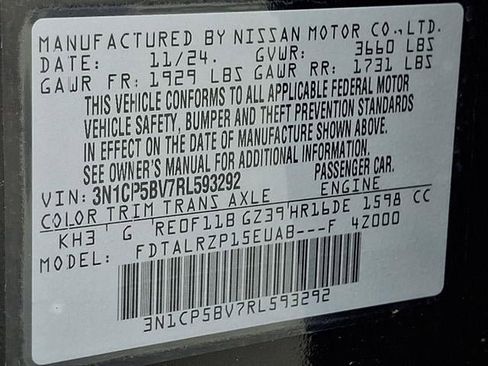 MANUFACTURED BY NISSAN MOTOR CO., LTD.
DATE: 11/24. GVWR: 3660 LBS
GAWR FR: 1929 LBS GAWR RR: 1731 LBS
THIS VEHICLE CONFORMS TO ALL APPLICABLE FEDERAL MOTOR
VEHICLE SAFETY, BUMPER AND THEFT PREVENTION STANDARDS
IN EFFECT ON THE DATE OF MANUFACTURE SHOWN ABOVE.
SEE OWNER'S MANUAL FOR ADDITIONAL INFORMATION.
VIN: 3N1CP5BV7RL593292 PASSENGER CAR.
COLOR TRIM TRANS AXLE ENGINE
KH3 G RE0F11B GZ39 HR16DE 1598 CC
MODEL: FDTALRZP15EUAB---F 4Z000
3N1CP5BV7RL593292